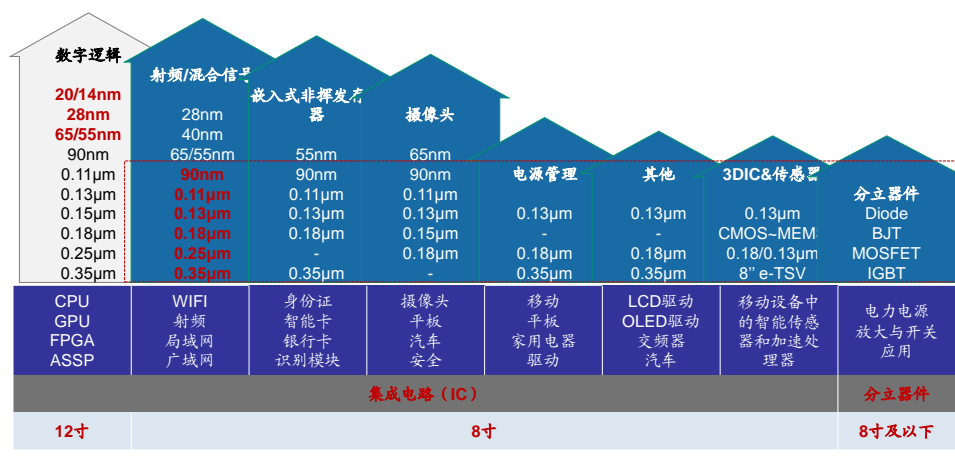 数字逻辑
20/14nm
28nm
65/55nm
90nm
0.11µm
0.13µm
0.15µm
0.18µm
0.25µm
0.35µm
射频/混合信号
28nm
40nm
65/55nm
90nm
0.11µm
0.13µm
0.18µm
0.25µm
0.35µm
嵌入式非挥发存
器
55nm
90nm
0.11µm
0.13µm
0.18µm
-
0.35µm
摄像头
65nm
90nm
0.11µm
0.13µm
0.15µm
0.18µm
-
电源管理
0.13µm
-
0.18µm
0.35µm
其他
0.13µm
-
0.18µm
0.35µm
3DIC&传感器
0.13µm
CMOS~MEM
0.18/0.13µm
8’’ e-TSV
分立器件
Diode
BJT
MOSFET
IGBT
CPU
GPU
FPGA
ASSP
WIFI
射频
局域网
广域网
身份证
智能卡
银行卡
识别模块
摄像头
平板
汽车
安全
移动
平板
家用电器
驱动
LCD驱动
OLED驱动
交频器
汽车
移动设备中
的智能传感
器和加速处
理器
电力电源
放大与开关
应用
集成电路（IC）
分立器件
12寸
8寸
8寸及以下